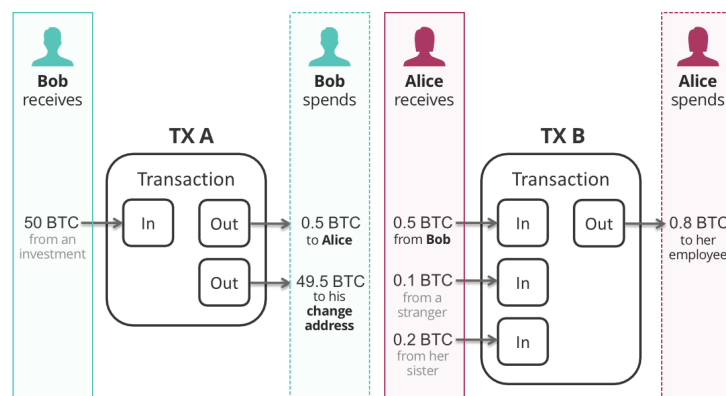 Bob
receives
Bob
spends
Alice
receives
Alice
spends
TX A
TX B
Transaction
Transaction
50 BTC
from an
investment
In
Out
0.5 BTC
to Alice
Out
49.5 BTC
to his
change
address
0.5 BTC
from Bob
In
Out
0.8 BTC
to her
employee
0.1 BTC
from a
stranger
In
0.2 BTC
from her
sister
In